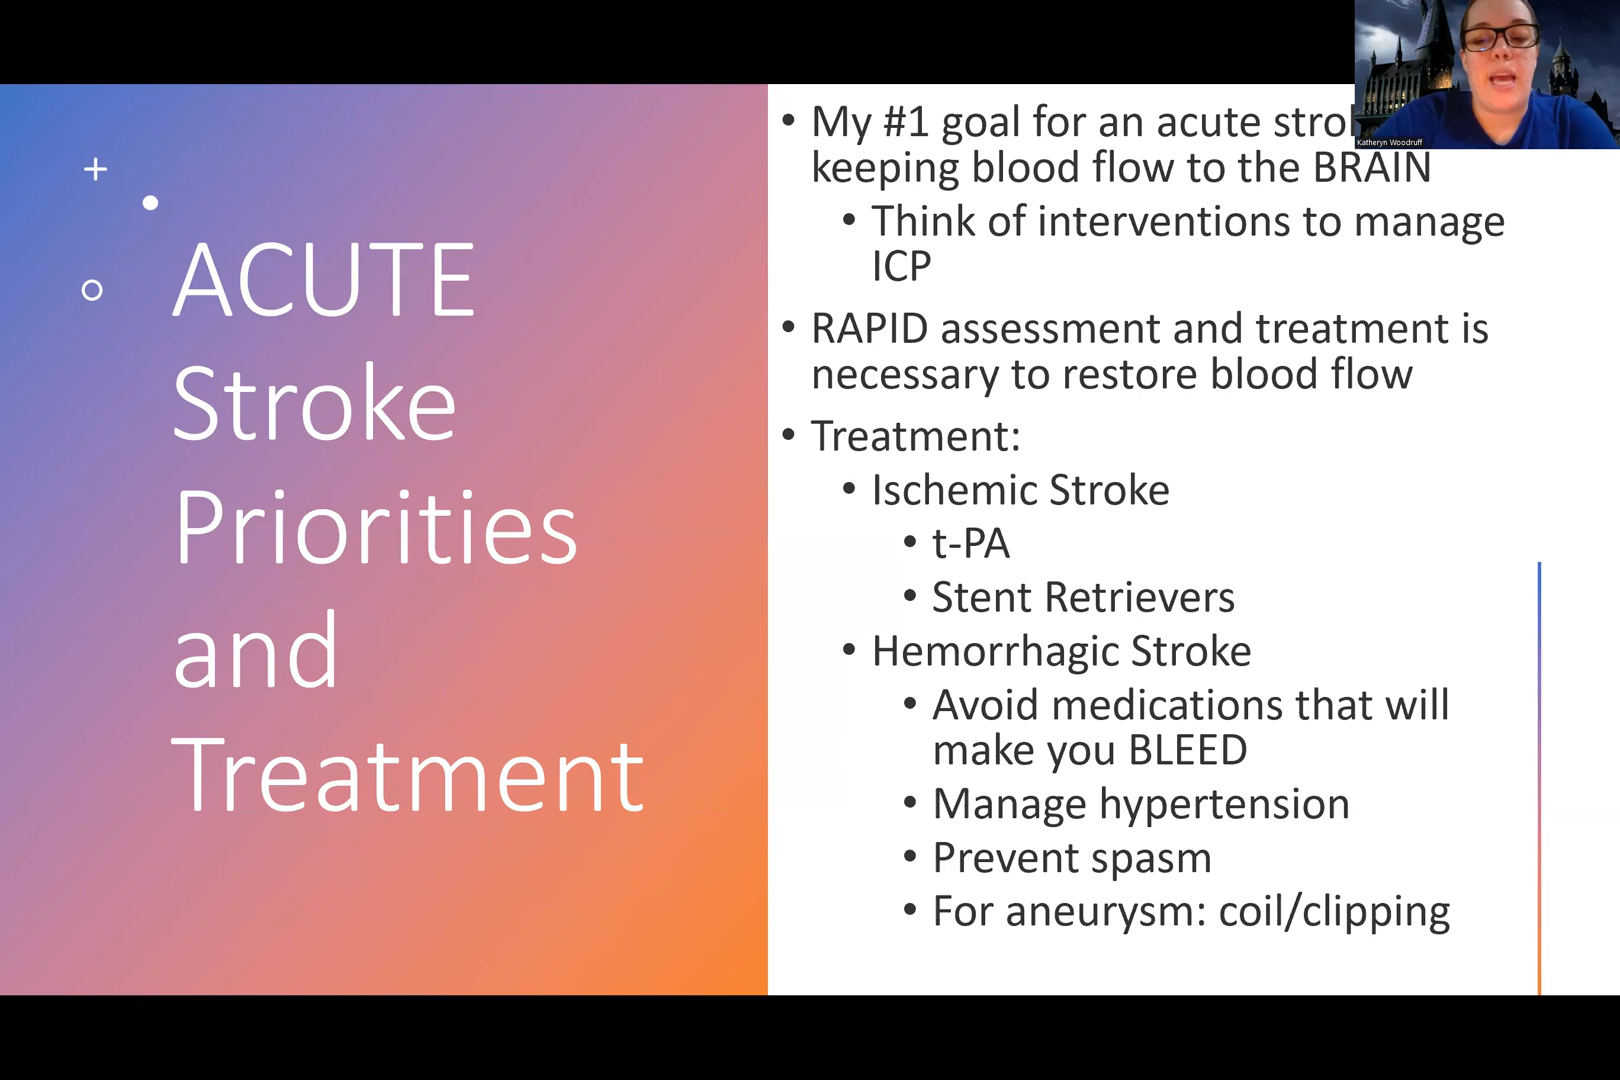 ACUTE
Stroke
Priorities
and
Treatment
• My #1 goal for an acute
keeping blood flow to the BRAIN
• Think of interventions to manage
ICP
• RAPID assessment and treatment is
necessary to restore blood flow
• Treatment:
• Ischemic Stroke
• t-PA
• Stent Retrievers
• Hemorrhagic Stroke
• Avoid medications that will
make you BLEED
• Manage hypertension
• Prevent spasm
• For aneurysm: coil/clipping
Katheryn Woodruff